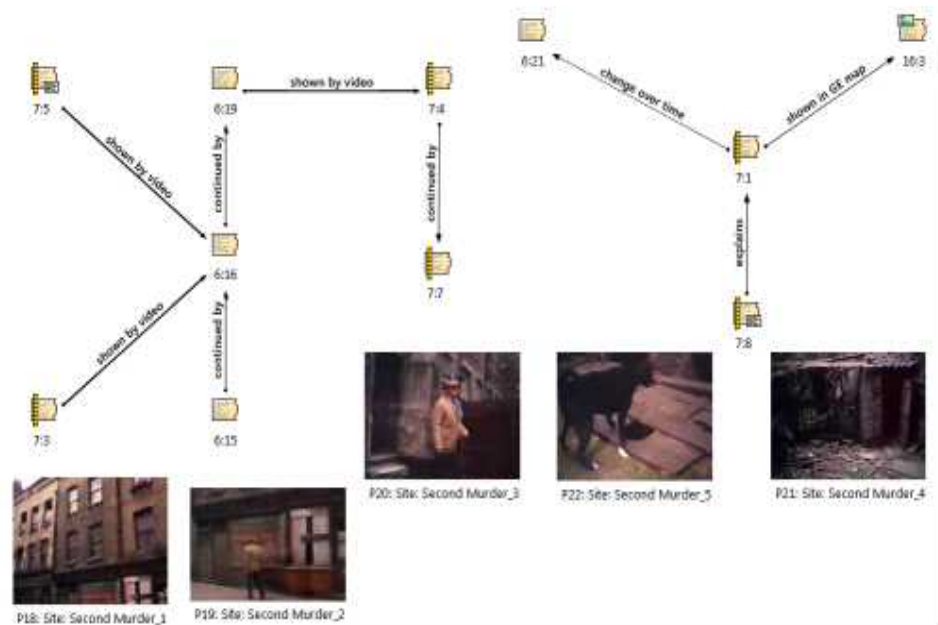 6:21
16:3
7:5
6:19
shown by video
7:4
change over time
shown in GE map
shown by video
continued by
continued by
7:1
6:16
7:7
explains
shown by video
continued by
7:8
7:3
6:15
P20: Site: Second Murder_3
P22: Site: Second Murder_5
P21: Site: Second Murder_4
P18: Site: Second Murder_1
P19: Site: Second Murder_2